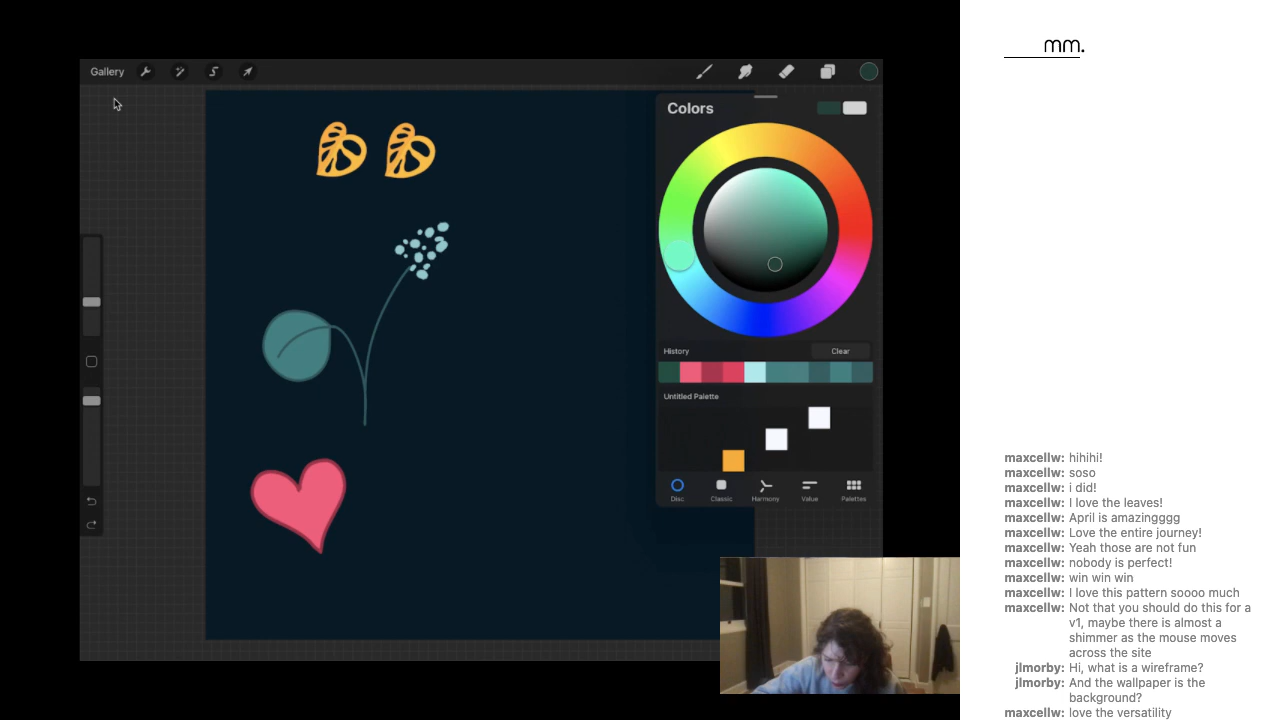 mm.
Gallery
Colors
History
Clear
Untitled Palette
Disc
Classic
Harmony
Value
Palettes
maxcellw: hihihi!
maxcellw: soso
maxcellw: i did!
maxcellw: I love the leaves!
maxcellw: April is amazingggg
maxcellw: Love the entire journey!
maxcellw: Yeah those are not fun
maxcellw: nobody is perfect!
maxcellw: win win win
maxcellw: I love this pattern soooo much
maxcellw: Not that you should do this for a
v1, maybe there is almost a
shimmer as the mouse moves
across the site
jlmorby: Hi, what is a wireframe?
jlmorby: And the wallpaper is the
background?
maxcellw: love the versatility